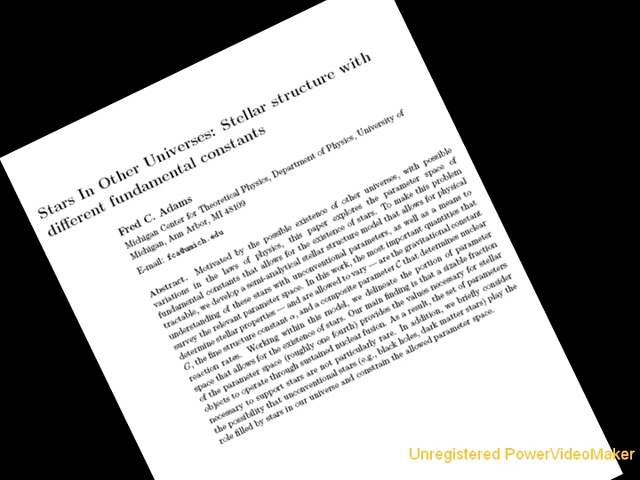 Stars In Other Universes: Stellar structure with
different fundamental constants
Fred C. Adams
Michigan Center for Theoretical Physics, Department of Physics, University of
Michigan, Ann Arbor, MI 48109
E-mail: fca@umich.edu
Abstract. Motivated by the possible existence of other universes, with possible
variations in the laws of physics, this paper explores the parameter space of
fundamental constants that allows for the existence of stars. To make this problem
tractable, we develop a semi-analytical stellar structure model that allows for physical
understanding of these stars with unconventional parameters, as well as a means to
survey the relevant parameter space. In this work, the most important quantities that
determine stellar properties — and are allowed to vary — are the gravitational constant
G, the fine structure constant α, and a composite parameter C that determines nuclear
reaction rates. Working within this model, we delineate the portion of parameter
space that allows for the existence of stars. Our main finding is that a sizable fraction
of the parameter space (roughly one fourth) provides the values necessary for stellar
objects to operate through sustained nuclear fusion. As a result, the set of parameters
necessary to support stars are not particularly rare. In addition, we briefly consider
the possibility that unconventional stars (e.g., black holes, dark matter stars) play the
role filled by stars in our universe and constrain the allowed parameter space.
Unregistered PowerVideoMaker